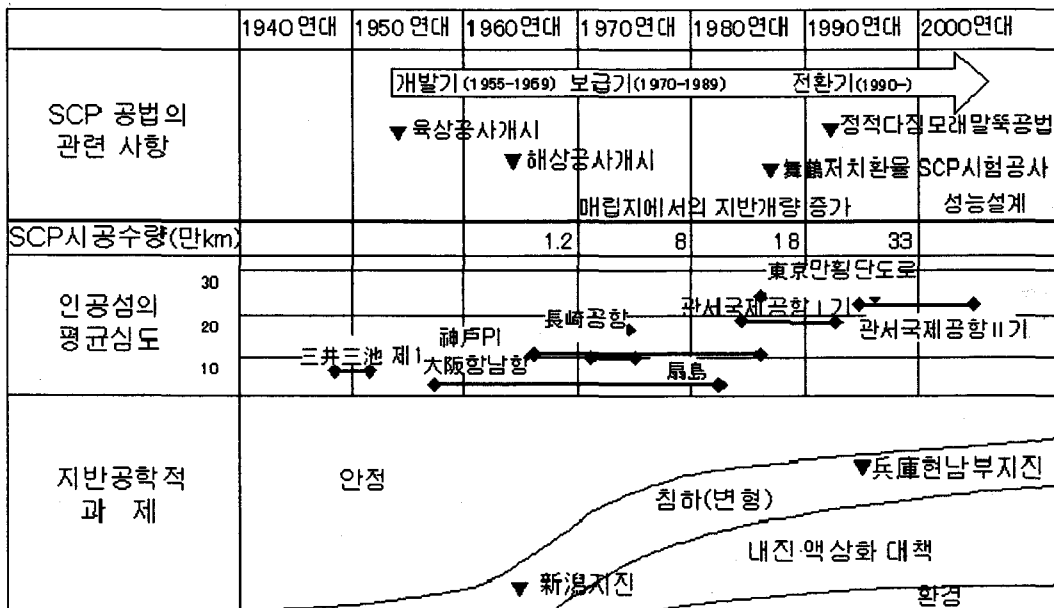 1940연대 1950연대 1960연대 1970연대 1980연대 1990연대 2000연대
SCP 공법의
관련 사항
개발기(1955-1969) 보급기(1970-1989) 전환기(1990-)
▼육상공사개시
▼정적다짐모래말뚝공법
▼해상공사개시
▼舞鶴저치환율 SCP시험공사
매립지에서의 지반개량 증가
성능설계
SCP시공수량(만km) 1.2 8 18 33
인공섬의
평균심도
30
20
10
東京만횡단도로
관서국제공항Ⅰ기
長崎공항
관서국제공항Ⅱ기
神戸PI
三井三池 제1
大阪항남항
扇島
지반공학적
과 제
안정
▼兵庫현남부지진
침하(변형)
내진·액상화 대책
▼新潟지진
환경